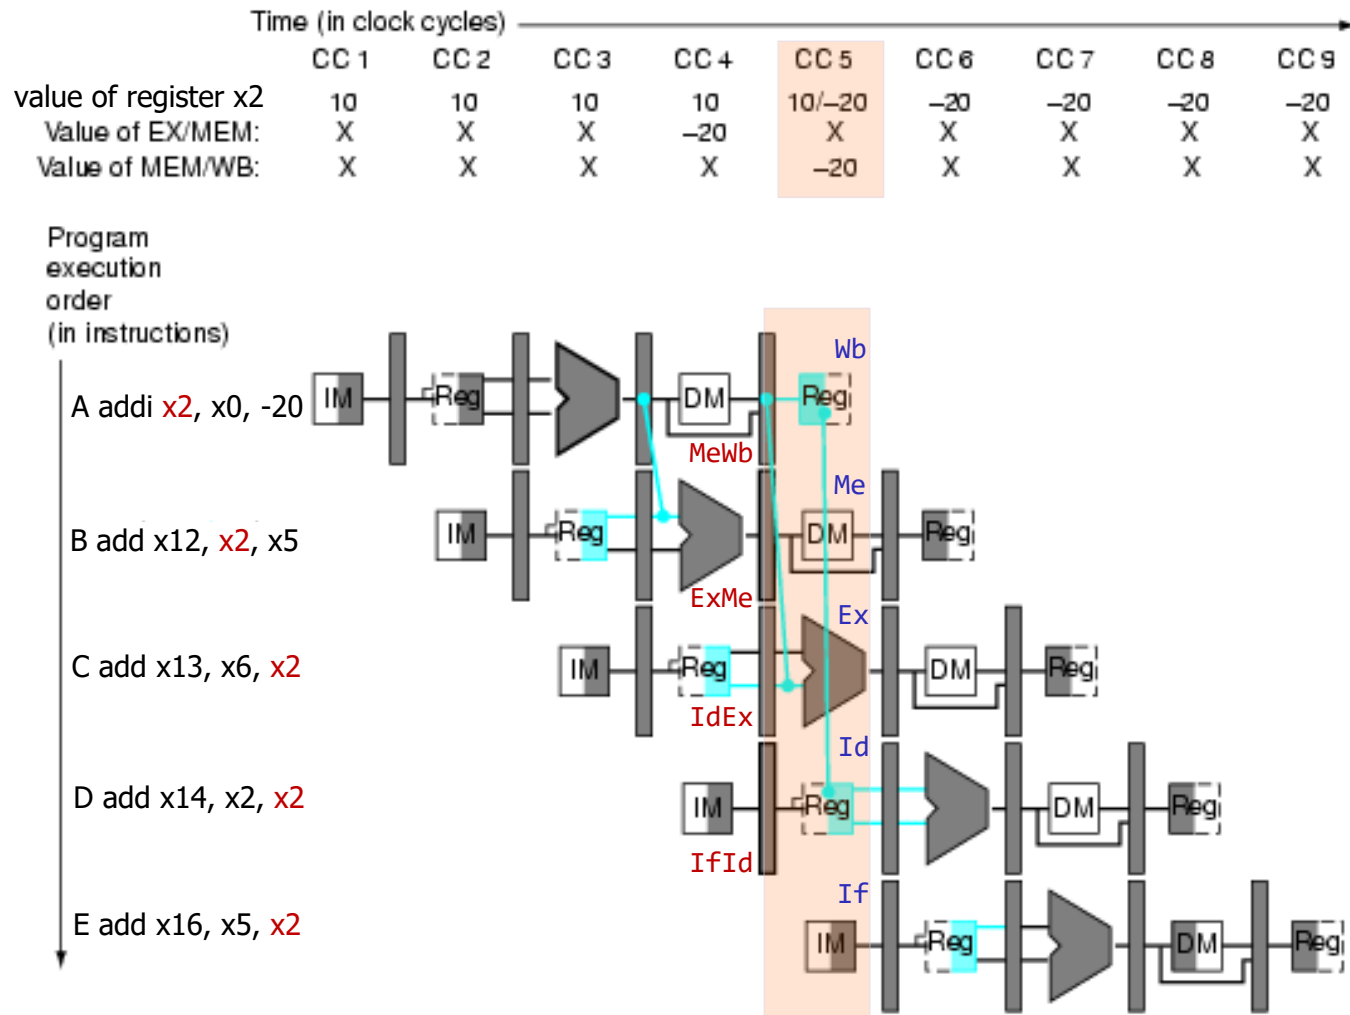 Time (in clock cycles)
CC 1 CC 2 CC 3 CC 4 CC 5 CC 6 CC 7 CC 8 CC 9
value of register x2 10 10 10 10 10/–20 –20 –20 –20 –20
Value of EX/MEM: X X X –20 X X X X X
Value of MEM/WB: X X X X –20 X X X X
Program
execution
order
(in instructions)
Wb
A addi x2, x0, -20 IM Reg DM Reg
MeWb
Me
B add x12, x2, x5 IM Reg DM Reg
ExMe
Ex
C add x13, x6, x2 IM Reg DM Reg
IdEx
Id
D add x14, x2, x2 IM Reg DM Reg
IfId
If
E add x16, x5, x2 IM Reg DM Reg